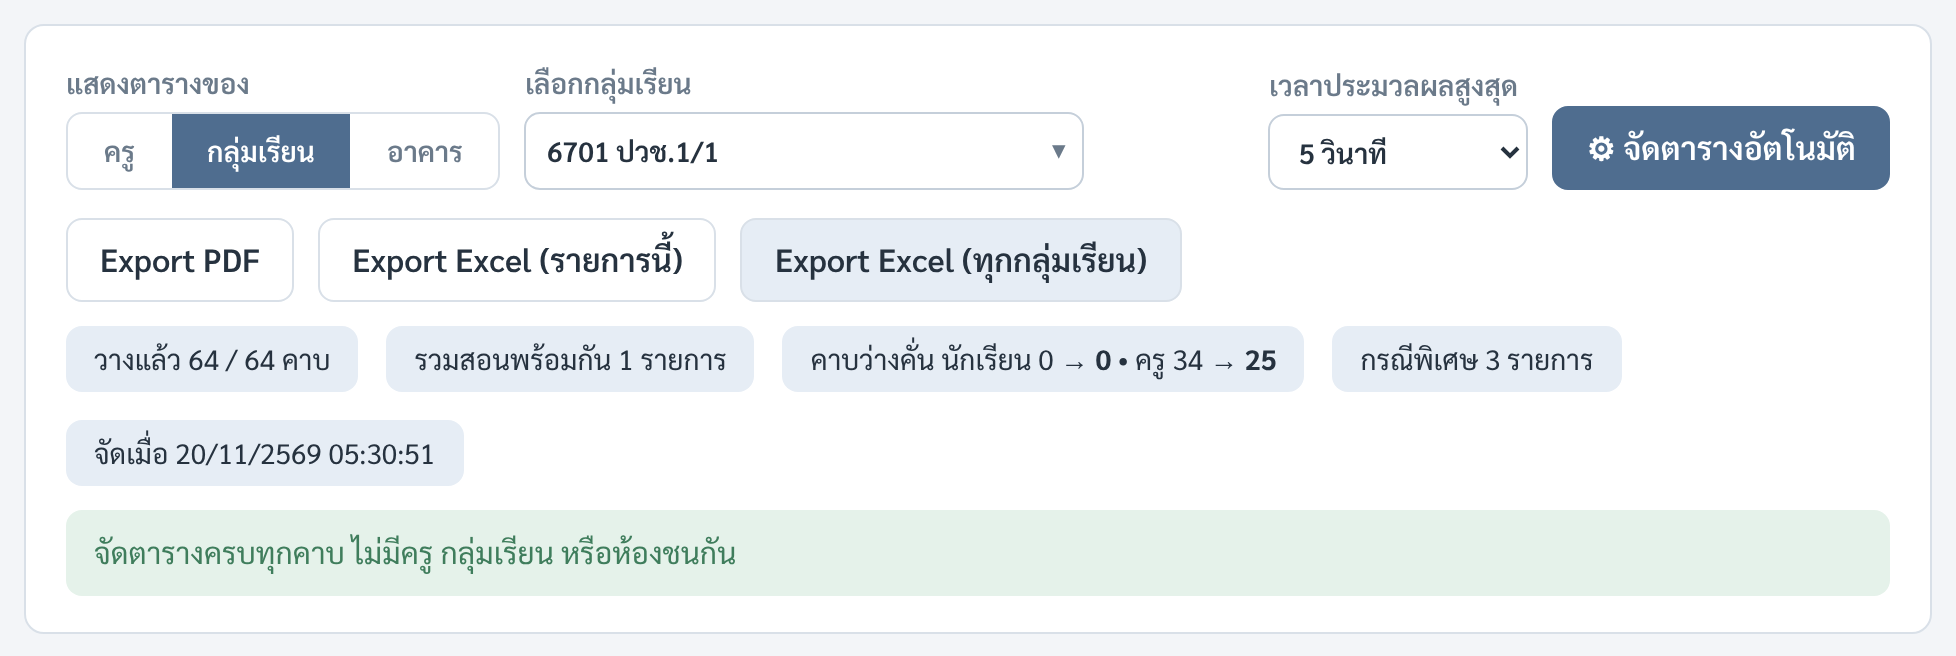 แสดงตารางของ
เลือกกลุ่มเรียน
เวลาประมวลผลสูงสุด
ครู กลุ่มเรียน อาคาร
6701 ปวช.1/1
5 วินาที
จัดตารางอัตโนมัติ
Export PDF
Export Excel (รายการนี้)
Export Excel (ทุกกลุ่มเรียน)
วางแล้ว 64 / 64 คาบ
รวมสอนพร้อมกัน 1 รายการ
คาบว่างคั่น นักเรียน 0 → 0 • ครู 34 → 25
กรณีพิเศษ 3 รายการ
จัดเมื่อ 20/11/2569 05:30:51
จัดตารางครบทุกคาบ ไม่มีครู กลุ่มเรียน หรือห้องชนกัน